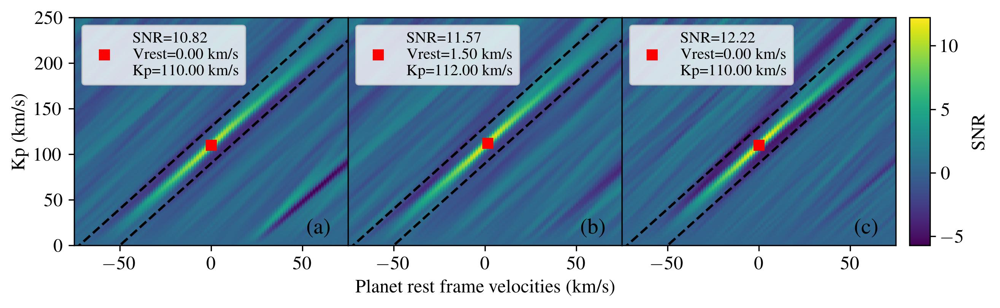 250
200
150
100
50
0
Kp (km/s)
SNR=10.82
Vrest=0.00 km/s
Kp=110.00 km/s
(a)
SNR=11.57
Vrest=1.50 km/s
Kp=112.00 km/s
(b)
SNR=12.22
Vrest=0.00 km/s
Kp=110.00 km/s
(c)
10
5
0
−5
SNR
−50 0 50 −50 0 50 −50 0 50
Planet rest frame velocities (km/s)